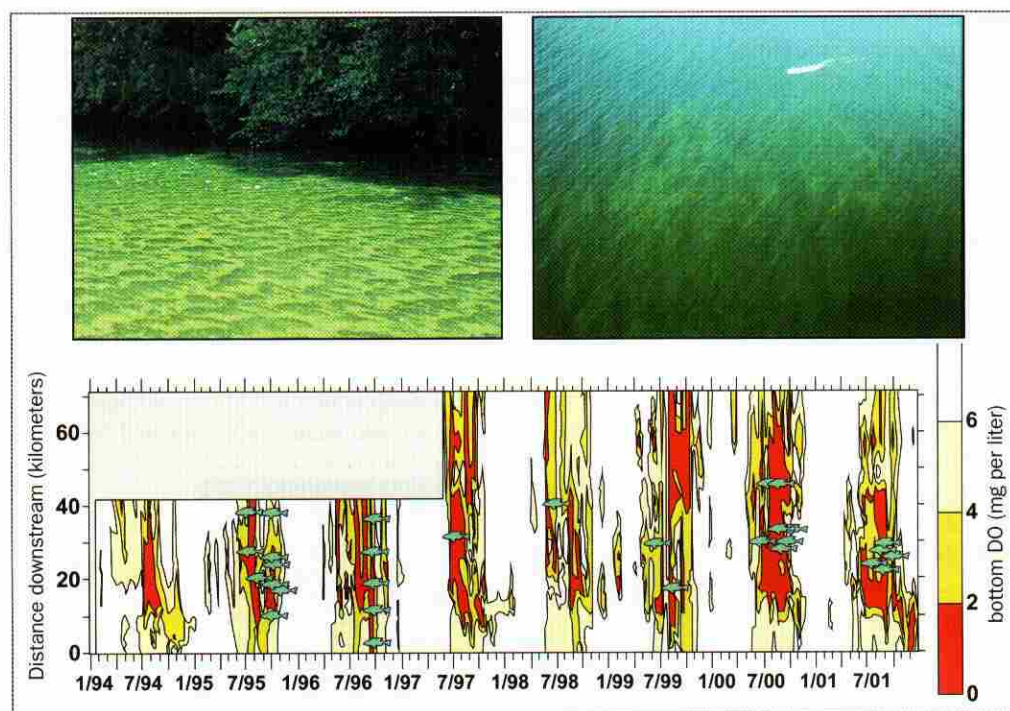 Distance downstream (kilometers)
60
40
20
0
1/94 7/94 1/95 7/95 1/96 7/96 1/97 7/97 1/98 7/98 1/99 7/99 1/00 7/00 1/01 7/01
6
4
2
0
bottom DO (mg per liter)